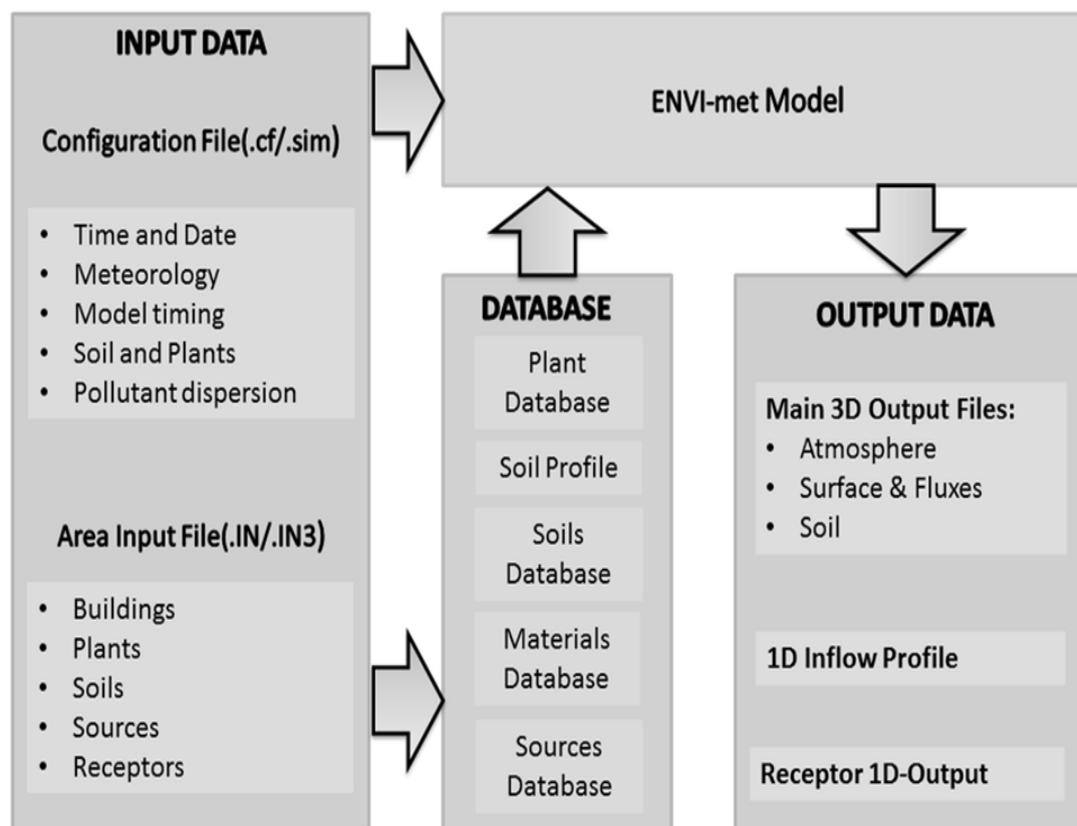 INPUT DATA
Configuration File(.cf/.sim)
• Time and Date
• Meteorology
• Model timing
• Soil and Plants
• Pollutant dispersion
Area Input File(.IN/.IN3)
• Buildings
• Plants
• Soils
• Sources
• Receptors
ENVI-met Model
DATABASE
Plant
Database
Soil Profile
Soils
Database
Materials
Database
Sources
Database
OUTPUT DATA
Main 3D Output Files:
• Atmosphere
• Surface & Fluxes
• Soil
1D Inflow Profile
Receptor 1D-Output